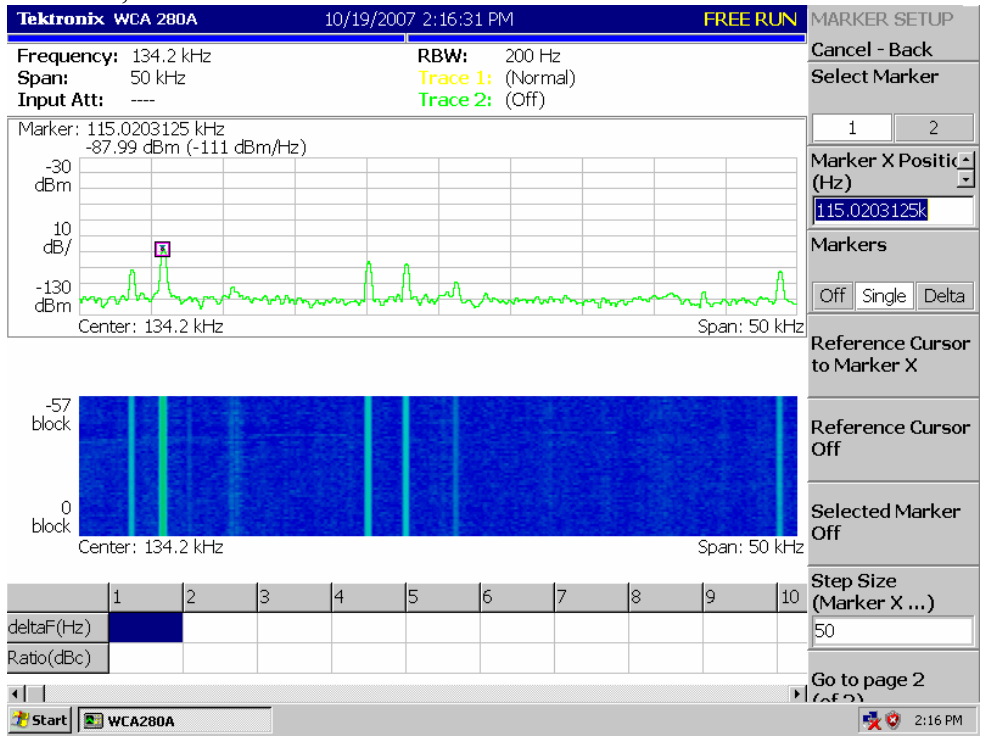 Tektronix WCA 280A 10/19/2007 2:16:31 PM FREE RUN
Frequency: 134.2 kHz RBW: 200 Hz
Span: 50 kHz Trace 1: (Normal)
Input Att: ---- Trace 2: (Off)
Marker: 115.0203125 kHz
-87.99 dBm (-111 dBm/Hz)
-30
dBm
10
dB/
-130
dBm
Center: 134.2 kHz Span: 50 kHz
-57
block
0
block
Center: 134.2 kHz Span: 50 kHz
1 2 3 4 5 6 7 8 9 10
deltaF(Hz)
Ratio(dBc)
MARKER SETUP
Cancel - Back
Select Marker
1 2
Marker X Positic
(Hz)
115.0203125k
Markers
Off Single Delta
Reference Cursor
to Marker X
Reference Cursor
Off
Selected Marker
Off
Step Size
(Marker X ...)
50
Go to page 2
(of 2)
Start WCA280A 2:16 PM